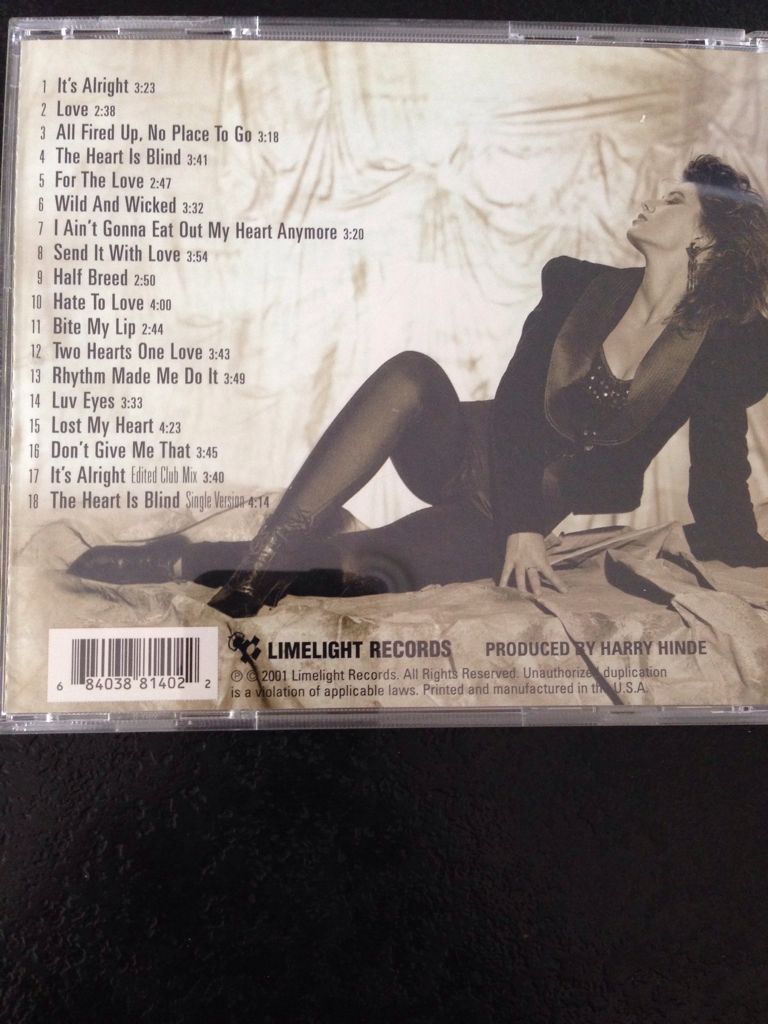 1 It's Alright 3:23
2 Love 2:38
3 All Fired Up, No Place To Go 3:18
4 The Heart Is Blind 3:41
5 For The Love 2:47
6 Wild And Wicked 3:32
7 I Ain't Gonna Eat Out My Heart Anymore 3:20
8 Send It With Love 3:54
9 Half Breed 2:50
10 Hate To Love 4:00
11 Bite My Lip 2:44
12 Two Hearts One Love 3:43
13 Rhythm Made Me Do It 3:49
14 Luv Eyes 3:33
15 Lost My Heart 4:23
16 Don't Give Me That 3:45
17 It's Alright Edited Club Mix 3:40
18 The Heart Is Blind Single Version 4:14
LIMELIGHT RECORDS PRODUCED BY HARRY HINDE
℗ © 2001 Limelight Records. All Rights Reserved. Unauthorized duplication
is a violation of applicable laws. Printed and manufactured in the U.S.A.
6 84038 81402 2